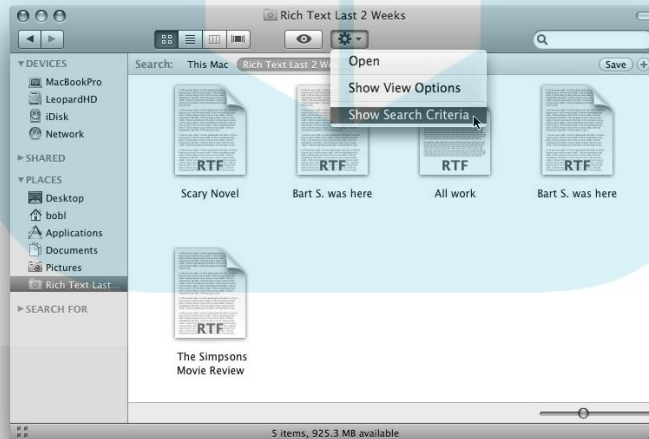 Rich Text Last 2 Weeks
DEVICES
MacBookPro
LeopardHD
iDisk
Network
SHARED
PLACES
Desktop
bobl
Applications
Documents
Pictures
Rich Text Last...
SEARCH FOR
Search: This Mac Rich Text Last 2 We
Save
Open
Show View Options
Show Search Criteria
RTF RTF RTF RTF
Scary Novel Bart S. was here All work Bart S. was here
RTF
The Simpsons
Movie Review
5 items, 925.3 MB available